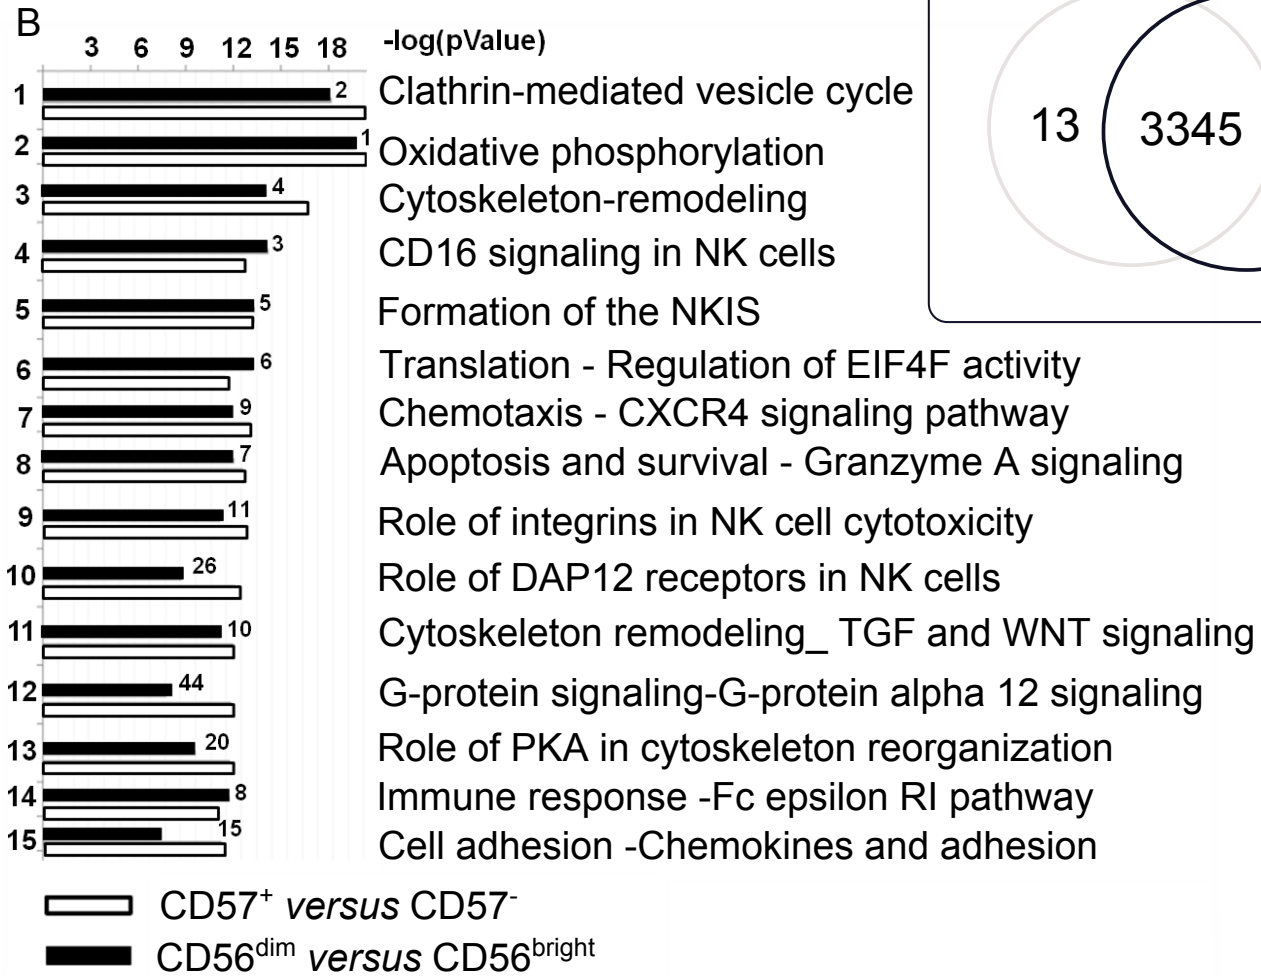 B
3 6 9 12 15 18 -log(pValue)
1 2 Clathrin-mediated vesicle cycle
2 1 Oxidative phosphorylation
3 4 Cytoskeleton-remodeling
4 3 CD16 signaling in NK cells
5 5 Formation of the NKIS
6 6 Translation - Regulation of EIF4F activity
7 9 Chemotaxis - CXCR4 signaling pathway
8 7 Apoptosis and survival - Granzyme A signaling
9 11 Role of integrins in NK cell cytotoxicity
10 26 Role of DAP12 receptors in NK cells
11 10 Cytoskeleton remodeling_ TGF and WNT signaling
12 44 G-protein signaling-G-protein alpha 12 signaling
13 20 Role of PKA in cytoskeleton reorganization
14 8 Immune response -Fc epsilon RI pathway
15 15 Cell adhesion -Chemokines and adhesion
CD57⁺ versus CD57⁻
CD56ᵈⁱᵐ versus CD56ᵇʳⁱᵍʰᵗ
13 3345